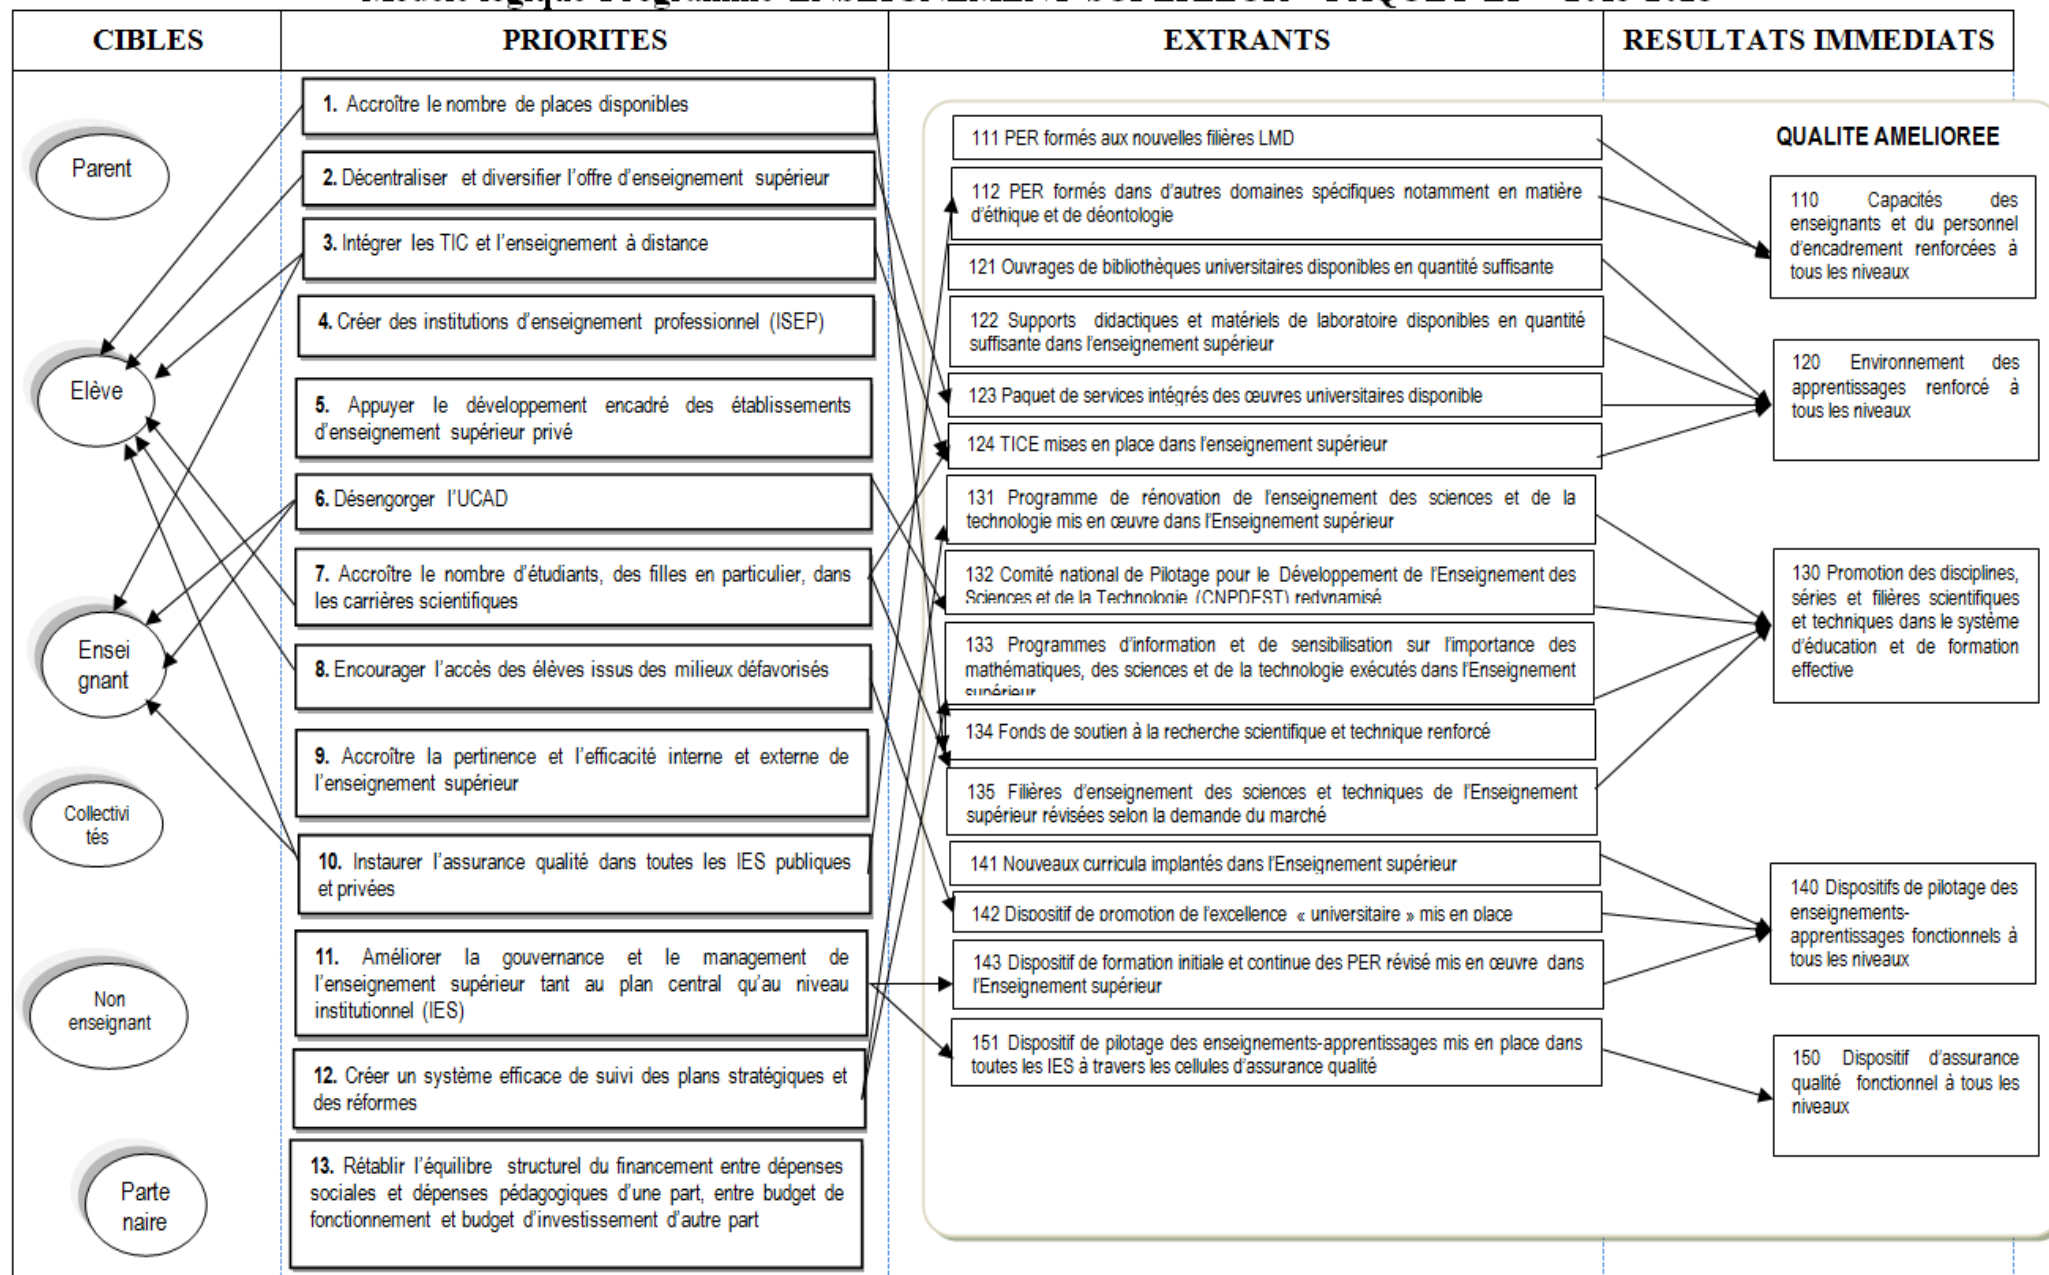 CIBLES
PRIORITES
EXTRANTS
RESULTATS IMMEDIATS
Parent
Elève
Ensei
gnant
Collectivi
tés
Non
enseignant
Parte
naire
1. Accroître le nombre de places disponibles
2. Décentraliser et diversifier l’offre d’enseignement supérieur
3. Intégrer les TIC et l’enseignement à distance
4. Créer des institutions d’enseignement professionnel (ISEP)
5. Appuyer le développement encadré des établissements
d’enseignement supérieur privé
6. Désengorger l’UCAD
7. Accroître le nombre d’étudiants, des filles en particulier, dans
les carrières scientifiques
8. Encourager l’accès des élèves issus des milieux défavorisés
9. Accroître la pertinence et l’efficacité interne et externe de
l’enseignement supérieur
10. Instaurer l’assurance qualité dans toutes les IES publiques
et privées
11. Améliorer la gouvernance et le management de
l’enseignement supérieur tant au plan central qu’au niveau
institutionnel (IES)
12. Créer un système efficace de suivi des plans stratégiques et
des réformes
13. Rétablir l’équilibre structurel du financement entre dépenses
sociales et dépenses pédagogiques d’une part, entre budget de
fonctionnement et budget d’investissement d’autre part
111 PER formés aux nouvelles filières LMD
112 PER formés dans d’autres domaines spécifiques notamment en matière
d’éthique et de déontologie
121 Ouvrages de bibliothèques universitaires disponibles en quantité suffisante
122 Supports didactiques et matériels de laboratoire disponibles en quantité
suffisante dans l’enseignement supérieur
123 Paquet de services intégrés des œuvres universitaires disponible
124 TICE mises en place dans l’enseignement supérieur
131 Programme de rénovation de l’enseignement des sciences et de la
technologie mis en œuvre dans l’Enseignement supérieur
132 Comité national de Pilotage pour le Développement de l’Enseignement des
Sciences et de la Technologie (CNPDEST) redynamisé
133 Programmes d’information et de sensibilisation sur l’importance des
mathématiques, des sciences et de la technologie exécutés dans l’Enseignement
supérieur
134 Fonds de soutien à la recherche scientifique et technique renforcé
135 Filières d’enseignement des sciences et techniques de l’Enseignement
supérieur révisées selon la demande du marché
141 Nouveaux curricula implantés dans l’Enseignement supérieur
142 Dispositif de promotion de l’excellence « universitaire » mis en place
143 Dispositif de formation initiale et continue des PER révisé mis en œuvre dans
l’Enseignement supérieur
151 Dispositif de pilotage des enseignements-apprentissages mis en place dans
toutes les IES à travers les cellules d’assurance qualité
QUALITE AMELIOREE
110 Capacités des
enseignants et du personnel
d’encadrement renforcées à
tous les niveaux
120 Environnement des
apprentissages renforcé à
tous les niveaux
130 Promotion des disciplines,
séries et filières scientifiques
et techniques dans le système
d’éducation et de formation
effective
140 Dispositifs de pilotage des
enseignements-
apprentissages fonctionnels à
tous les niveaux
150 Dispositif d’assurance
qualité fonctionnel à tous les
niveaux